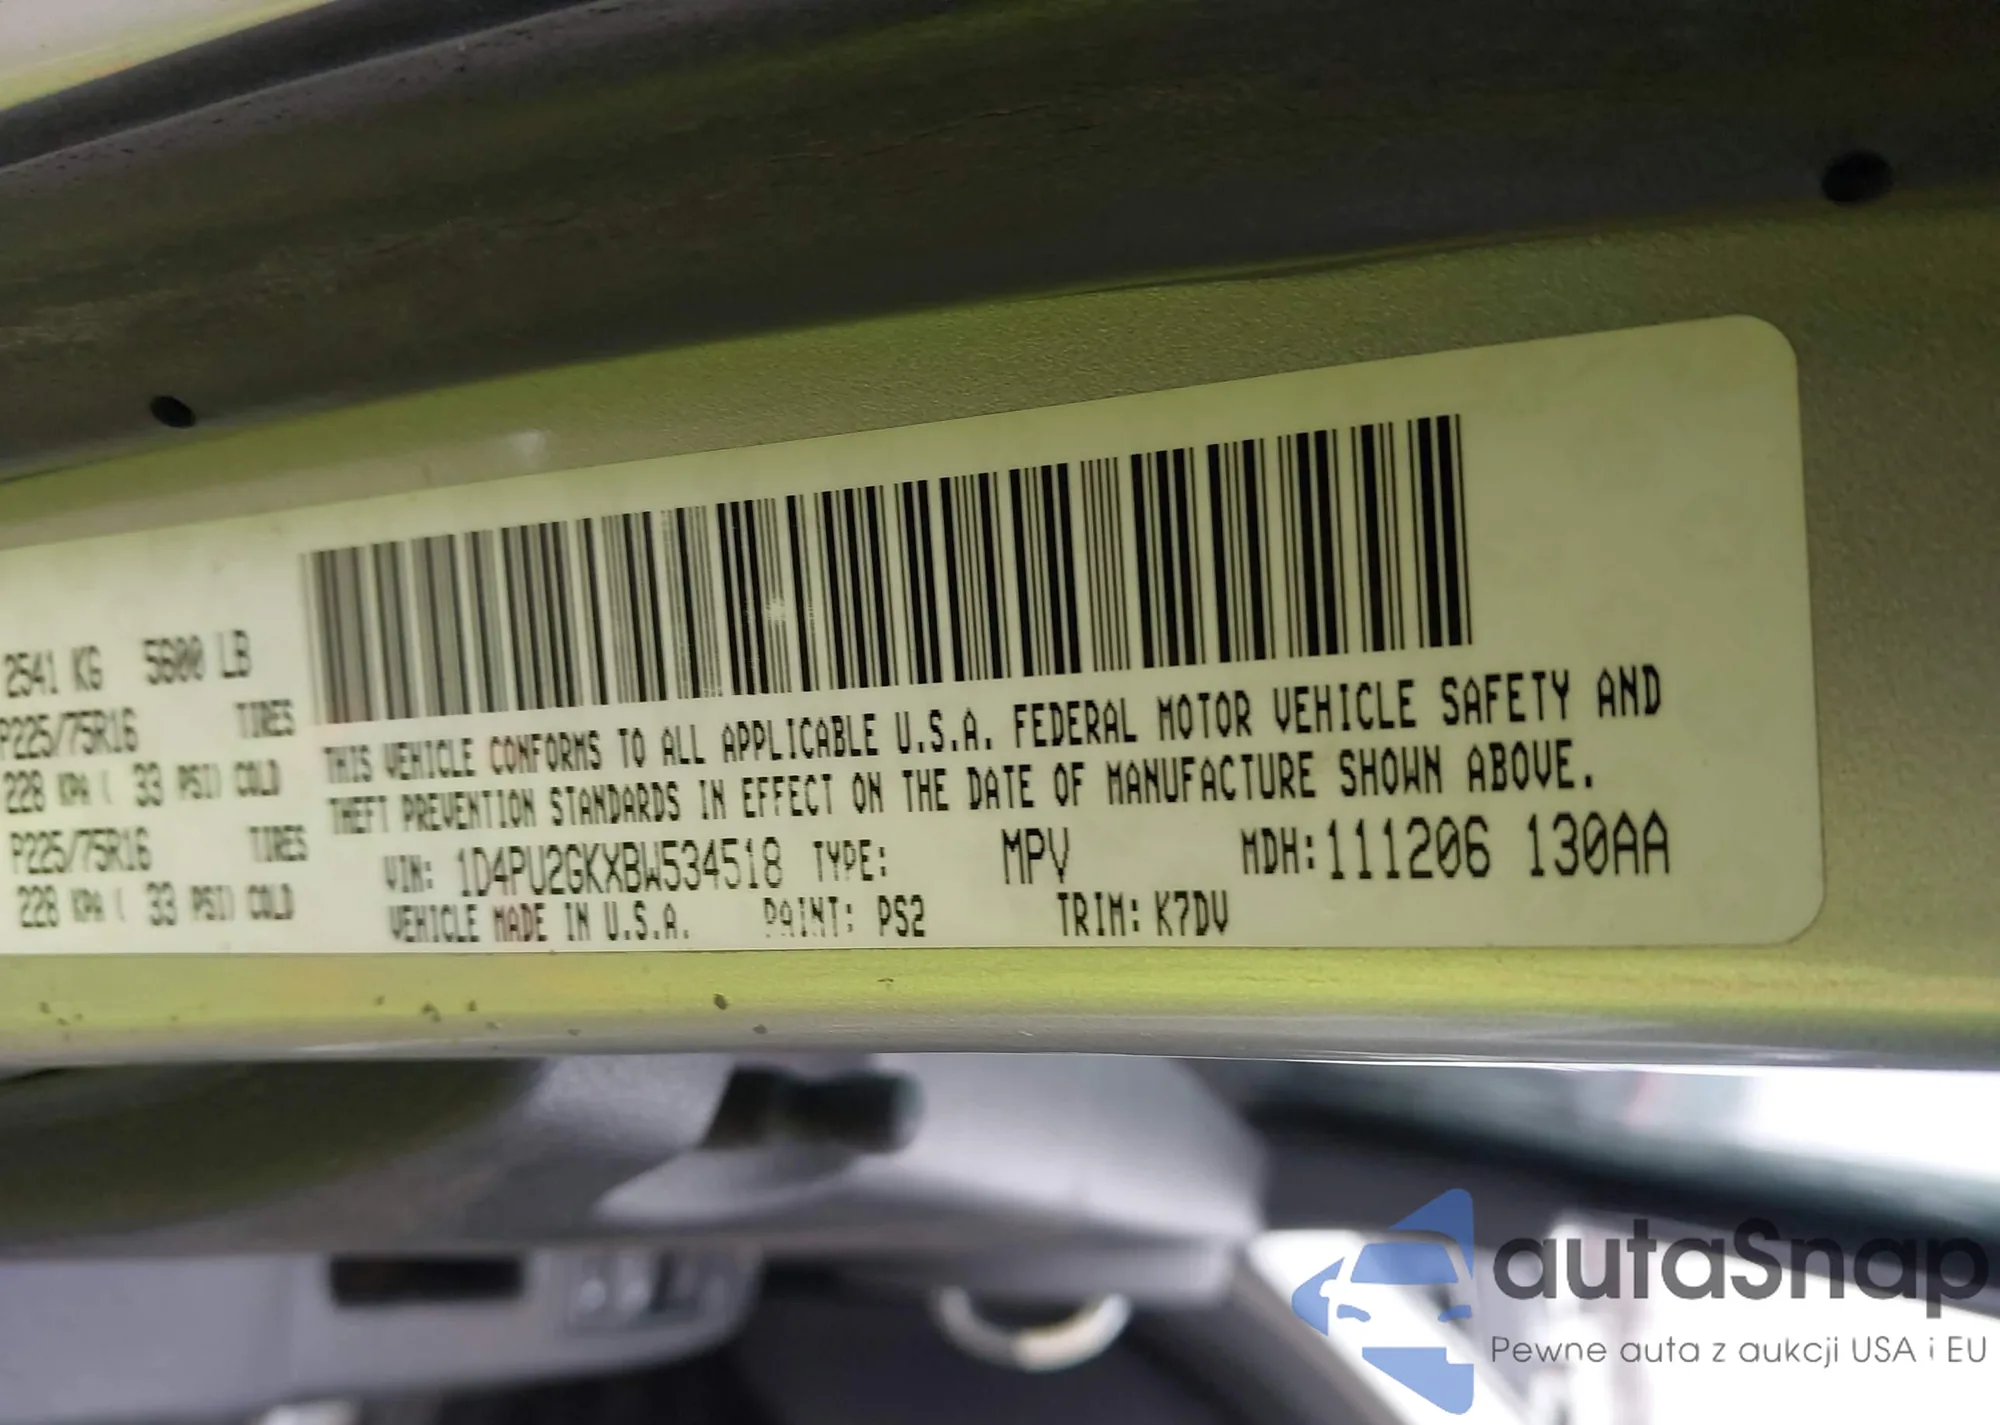 2541 KG 5600 LB
P225/75R16 TIRES
228 KPA ( 33 PSI) COLD
P225/75R16 TIRES
228 KPA ( 33 PSI) COLD
THIS VEHICLE CONFORMS TO ALL APPLICABLE U.S.A. FEDERAL MOTOR VEHICLE SAFETY AND
THEFT PREVENTION STANDARDS IN EFFECT ON THE DATE OF MANUFACTURE SHOWN ABOVE.
VIN: 1D4PU2GKXBW534518 TYPE: MPV MDH:111206 130AA
VEHICLE MADE IN U.S.A. PAINT: PS2 TRIM: K7DV
autaSnap
Pewne auta z aukcji USA i EU